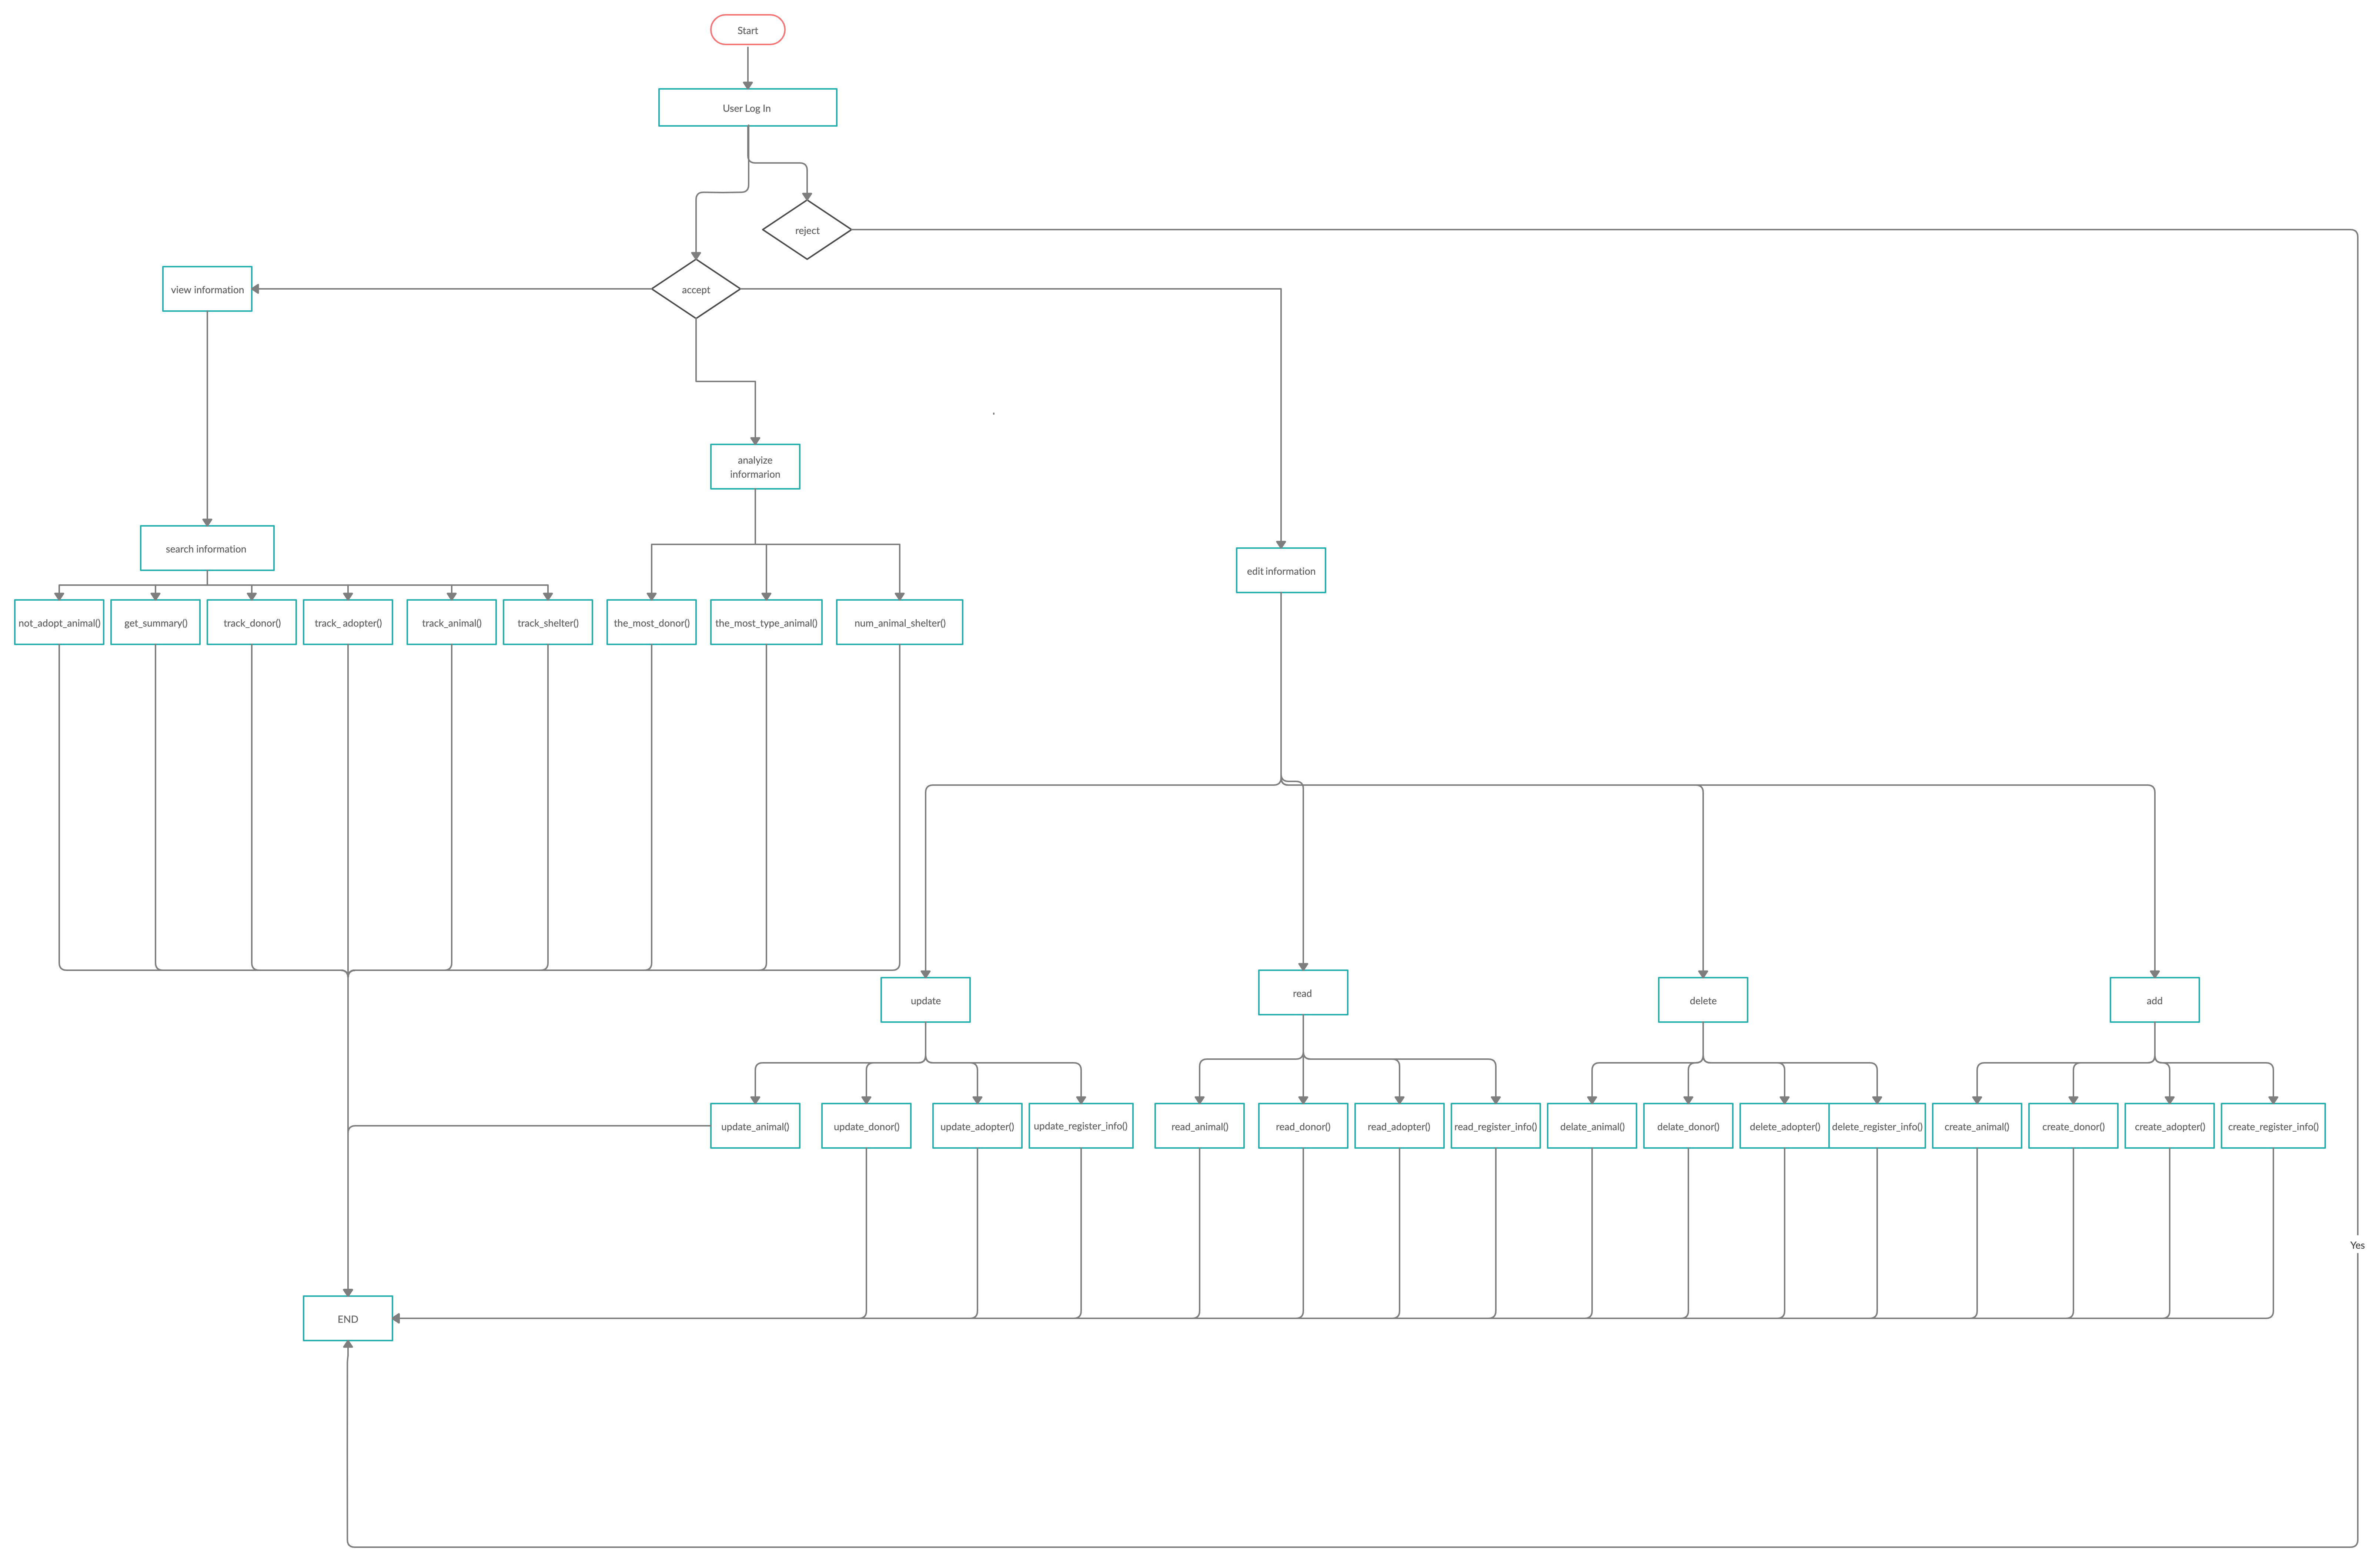 Start
User Log In
reject
accept
view information
analyize
informarion
search information
edit information
not_adopt_animal()
get_summary()
track_donor()
track_ adopter()
track_animal()
track_shelter()
the_most_donor()
the_most_type_animal()
num_animal_shelter()
update
read
delete
add
update_animal()
update_donor()
update_adopter()
update_register_info()
read_animal()
read_donor()
read_adopter()
read_register_info()
delate_animal()
delate_donor()
delete_adopter()
delete_register_info()
create_animal()
create_donor()
create_adopter()
create_register_info()
Yes
END